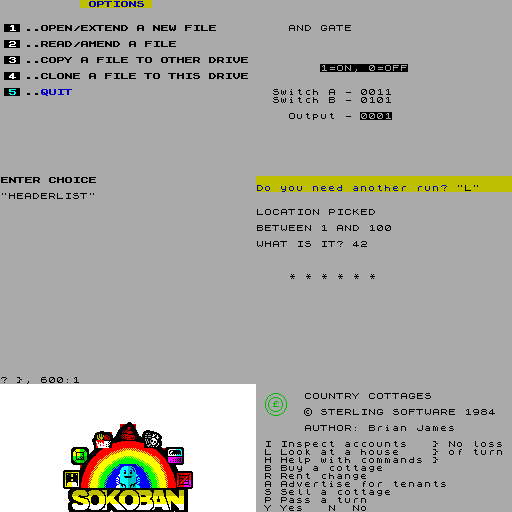 OPTIONS
1 ..OPEN/EXTEND A NEW FILE
2 ..READ/AMEND A FILE
3 ..COPY A FILE TO OTHER DRIVE
4 ..CLONE A FILE TO THIS DRIVE
5 ..QUIT
ENTER CHOICE
"HEADERLIST"
? }, 600:1
AND GATE
1=ON, 0=OFF
Switch A - 0011
Switch B - 0101
Output - 0001
Do you need another run? "L"
LOCATION PICKED
BETWEEN 1 AND 100
WHAT IS IT? 42
* * * * * *
SOKOBAN
£ COUNTRY COTTAGES
© STERLING SOFTWARE 1984
AUTHOR: Brian James
I Inspect accounts } No loss
L Look at a house } of turn
H Help with commands }
B Buy a cottage
R Rent change
A Advertise for tenants
S Sell a cottage
P Pass a turn
Y Yes N No